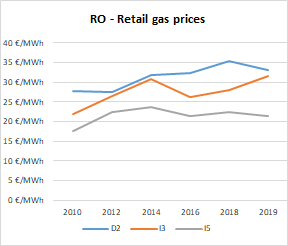 RO - Retail gas prices
40 €/MWh
35 €/MWh
30 €/MWh
25 €/MWh
20 €/MWh
15 €/MWh
10 €/MWh
5 €/MWh
0 €/MWh
2010 2012 2014 2016 2018 2019
D2 I3 I5